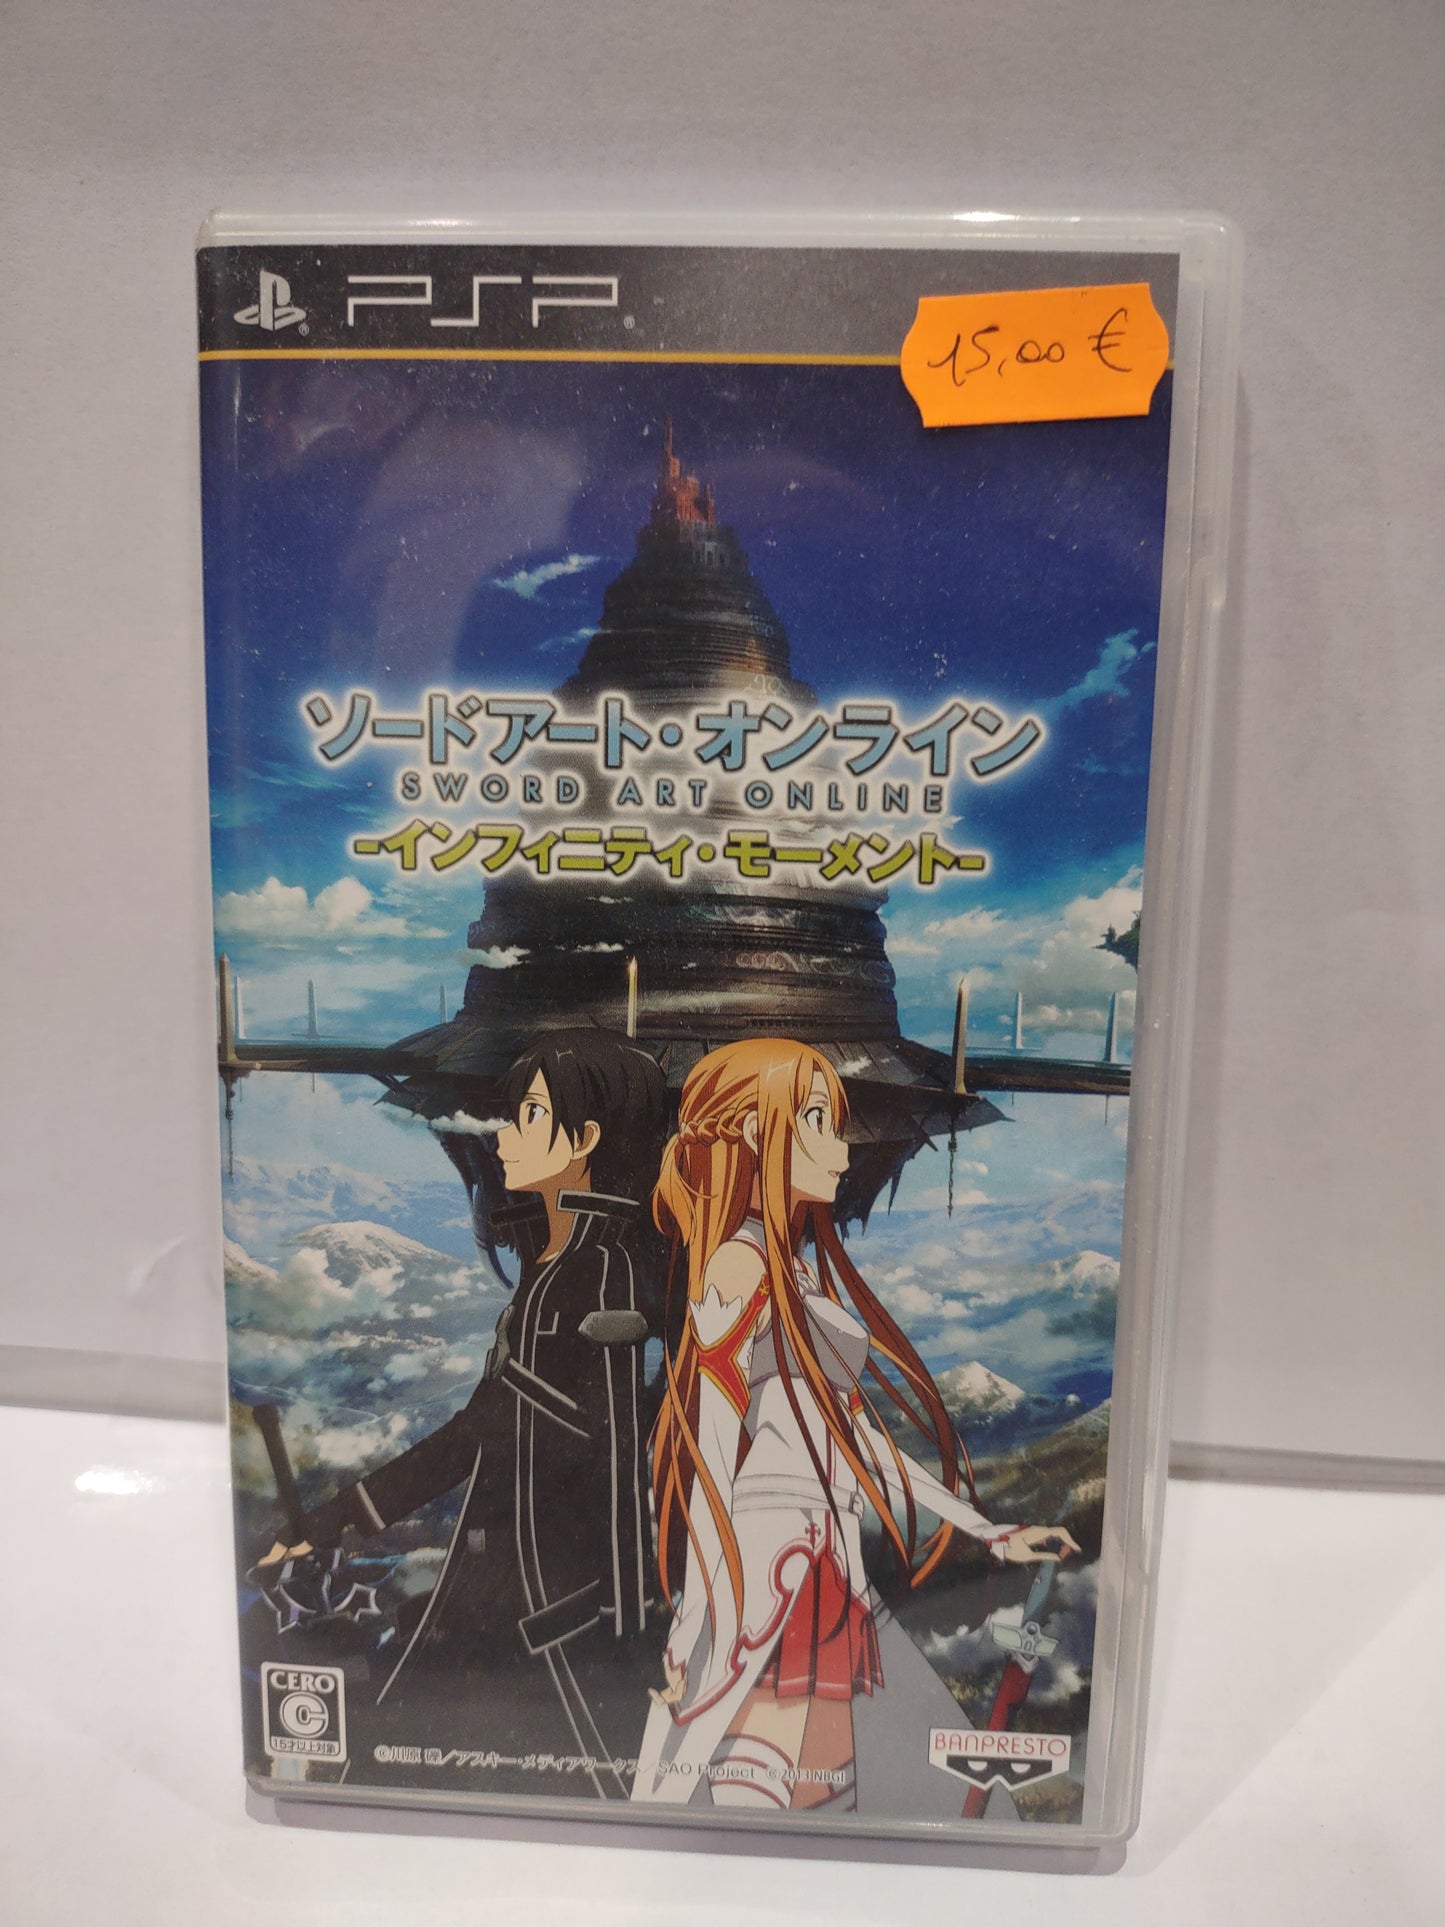 PSP
15,00 €
ソードアート・オンライン
SWORD ART ONLINE
-インフィニティ・モーメント-
CERO
C
15才以上対象
BANPRESTO
©川原 礫／アスキー・メディアワークス／SAO Project ©2013 NBGI